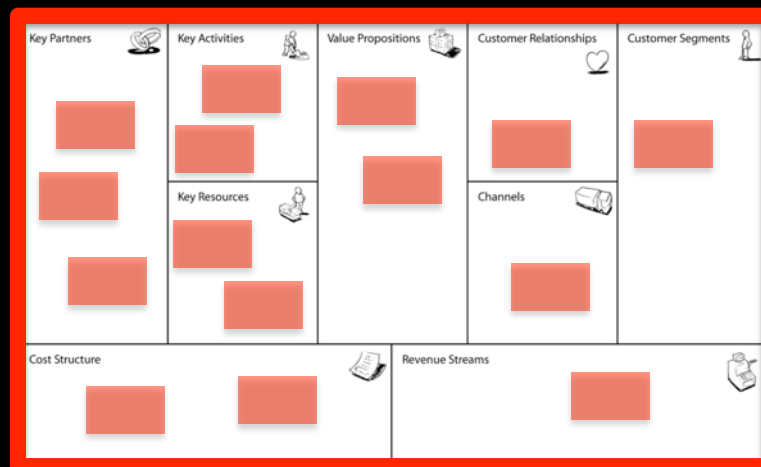 Key Partners
Key Activities
Value Propositions
Customer Relationships
Customer Segments
Key Resources
Channels
Cost Structure
Revenue Streams